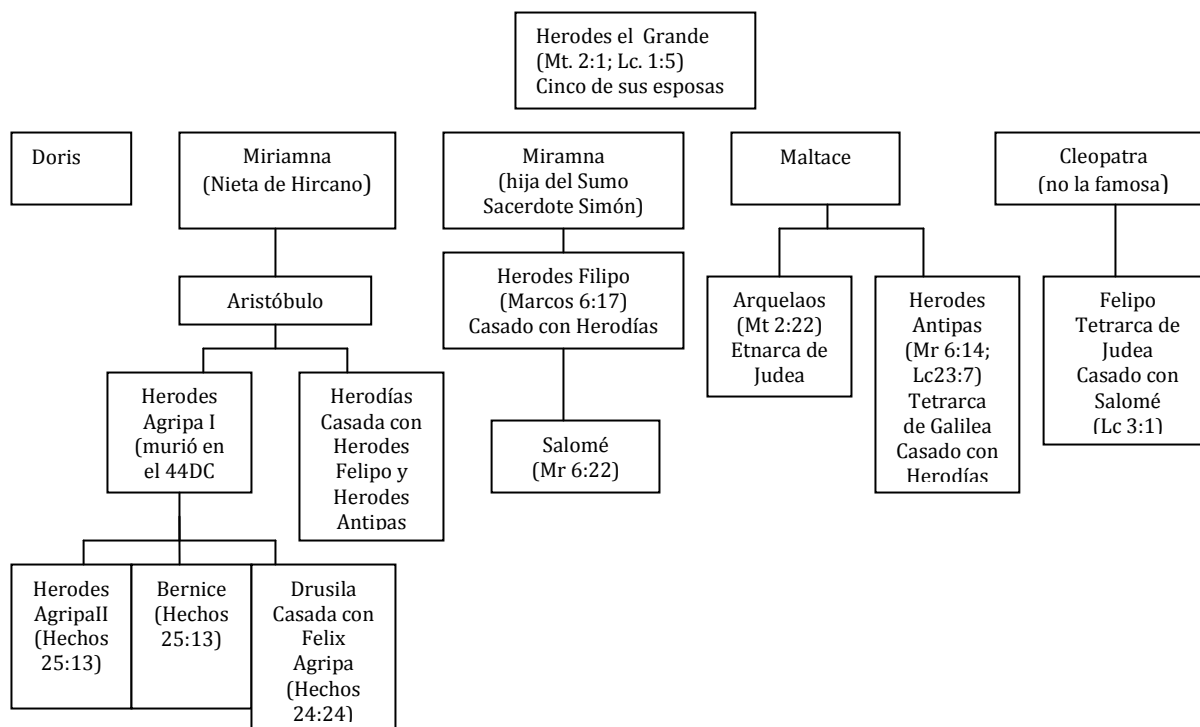 Herodes el Grande
(Mt. 2:1; Lc. 1:5)
Cinco de sus esposas
Doris
Miriamna
(Nieta de Hircano)
Miramna
(hija del Sumo
Sacerdote Simón)
Maltace
Cleopatra
(no la famosa)
Aristóbulo
Herodes Filipo
(Marcos 6:17)
Casado con Herodías
Arquelaos
(Mt 2:22)
Etnarca de
Judea
Herodes
Antipas
(Mr 6:14;
Lc23:7)
Tetrarca
de Galilea
Casado con
Herodías
Felipo
Tetrarca de
Judea
Casado con
Salomé
(Lc 3:1)
Herodes
Agripa I
(murió en
el 44DC
Herodías
Casada con
Herodes
Felipo y
Herodes
Antipas
Salomé
(Mr 6:22)
Herodes
AgripaII
(Hechos
25:13)
Bernice
(Hechos
25:13)
Drusila
Casada con
Felix
Agripa
(Hechos
24:24)